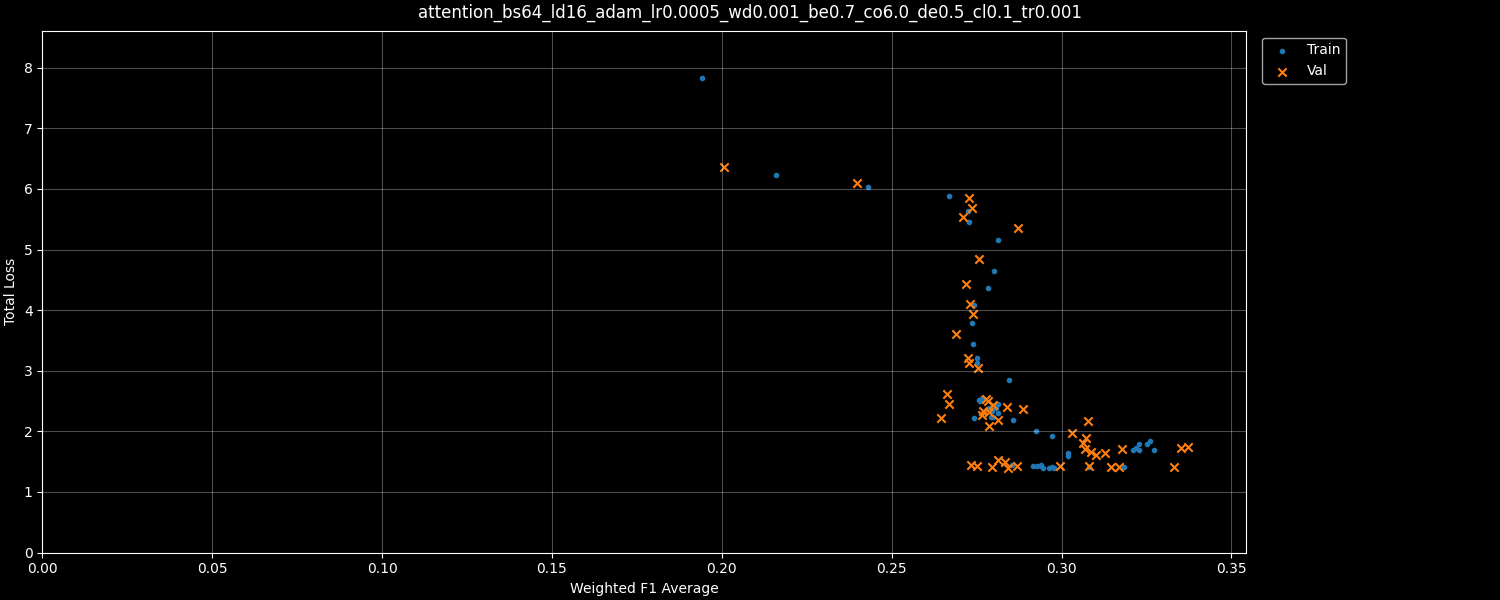 attention_bs64_ld16_adam_lr0.0005_wd0.001_be0.7_co6.0_de0.5_cl0.1_tr0.001
Train
Val
8
7
6
5
4
3
2
1
0
Total Loss
0.00 0.05 0.10 0.15 0.20 0.25 0.30 0.35
Weighted F1 Average